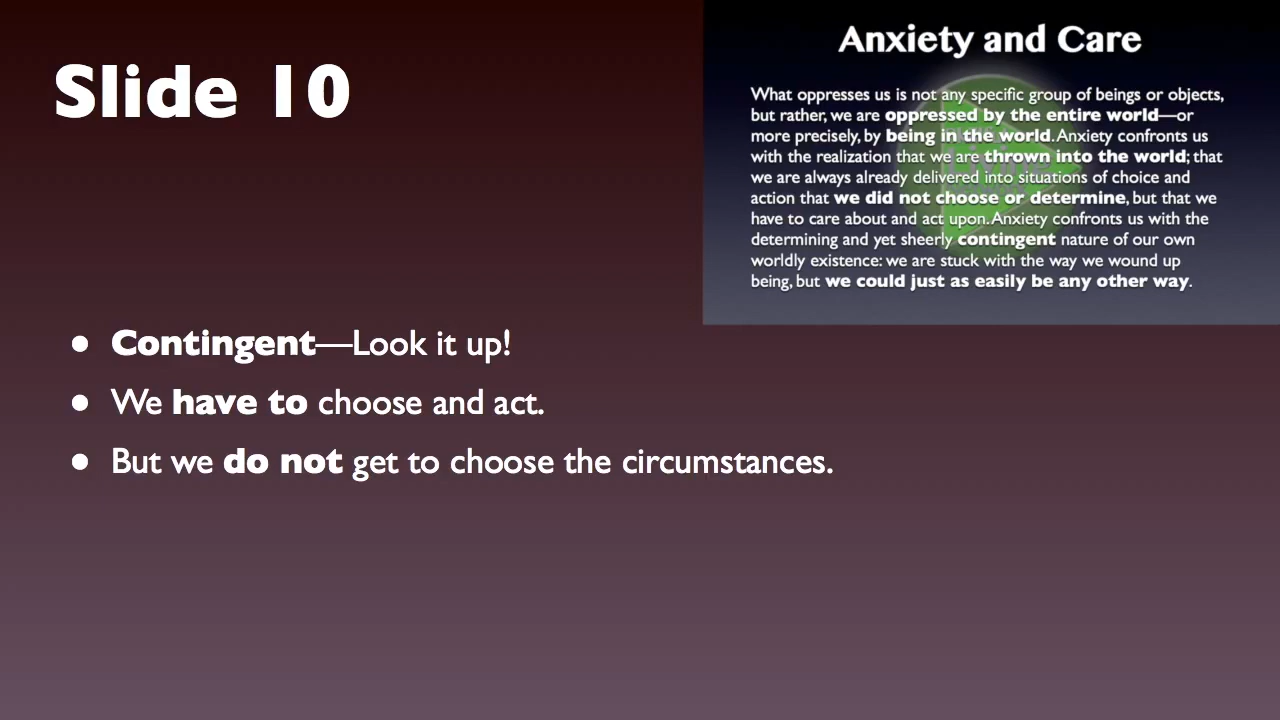 Slide 10
Anxiety and Care
What oppresses us is not any specific group of beings or objects,
but rather, we are oppressed by the entire world—or
more precisely, by being in the world. Anxiety confronts us
with the realization that we are thrown into the world; that
we are always already delivered into situations of choice and
action that we did not choose or determine, but that we
have to care about and act upon. Anxiety confronts us with the
determining and yet sheerly contingent nature of our own
worldly existence: we are stuck with the way we wound up
being, but we could just as easily be any other way.
● Contingent—Look it up!
● We have to choose and act.
● But we do not get to choose the circumstances.